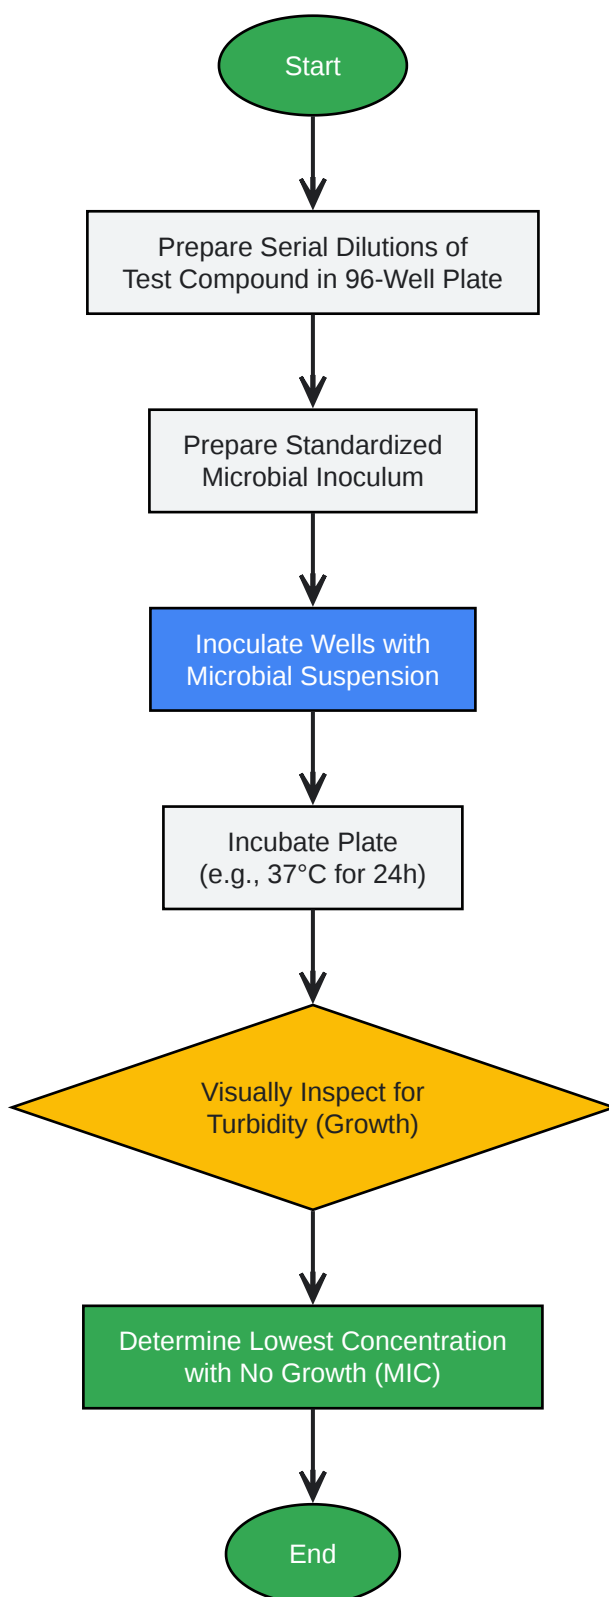 Start
Prepare Serial Dilutions of
Test Compound in 96-Well Plate
Prepare Standardized
Microbial Inoculum
Inoculate Wells with
Microbial Suspension
Incubate Plate
(e.g., 37°C for 24h)
Visually Inspect for
Turbidity (Growth)
Determine Lowest Concentration
with No Growth (MIC)
End